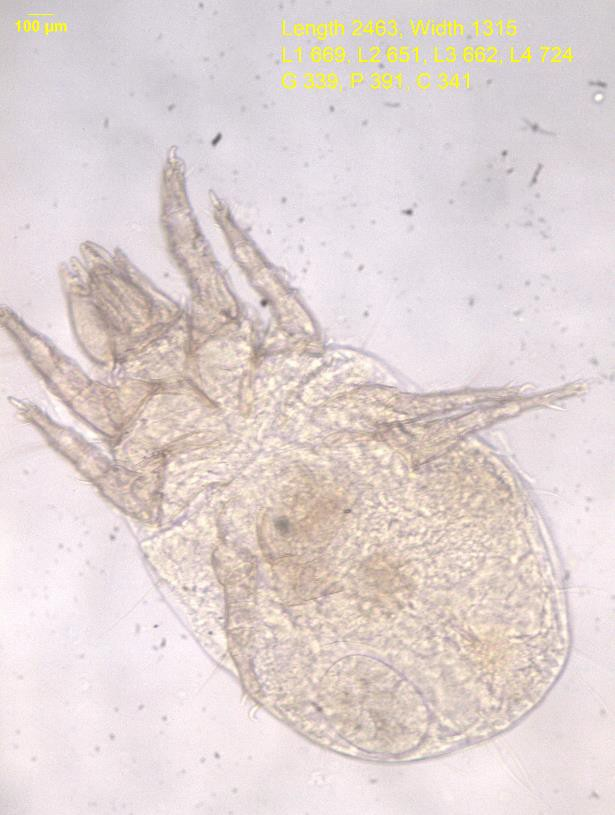 100 µm
Length 2463, Width 1315
L1 669, L2 651, L3 662, L4 724
G 339, P 391, C 341